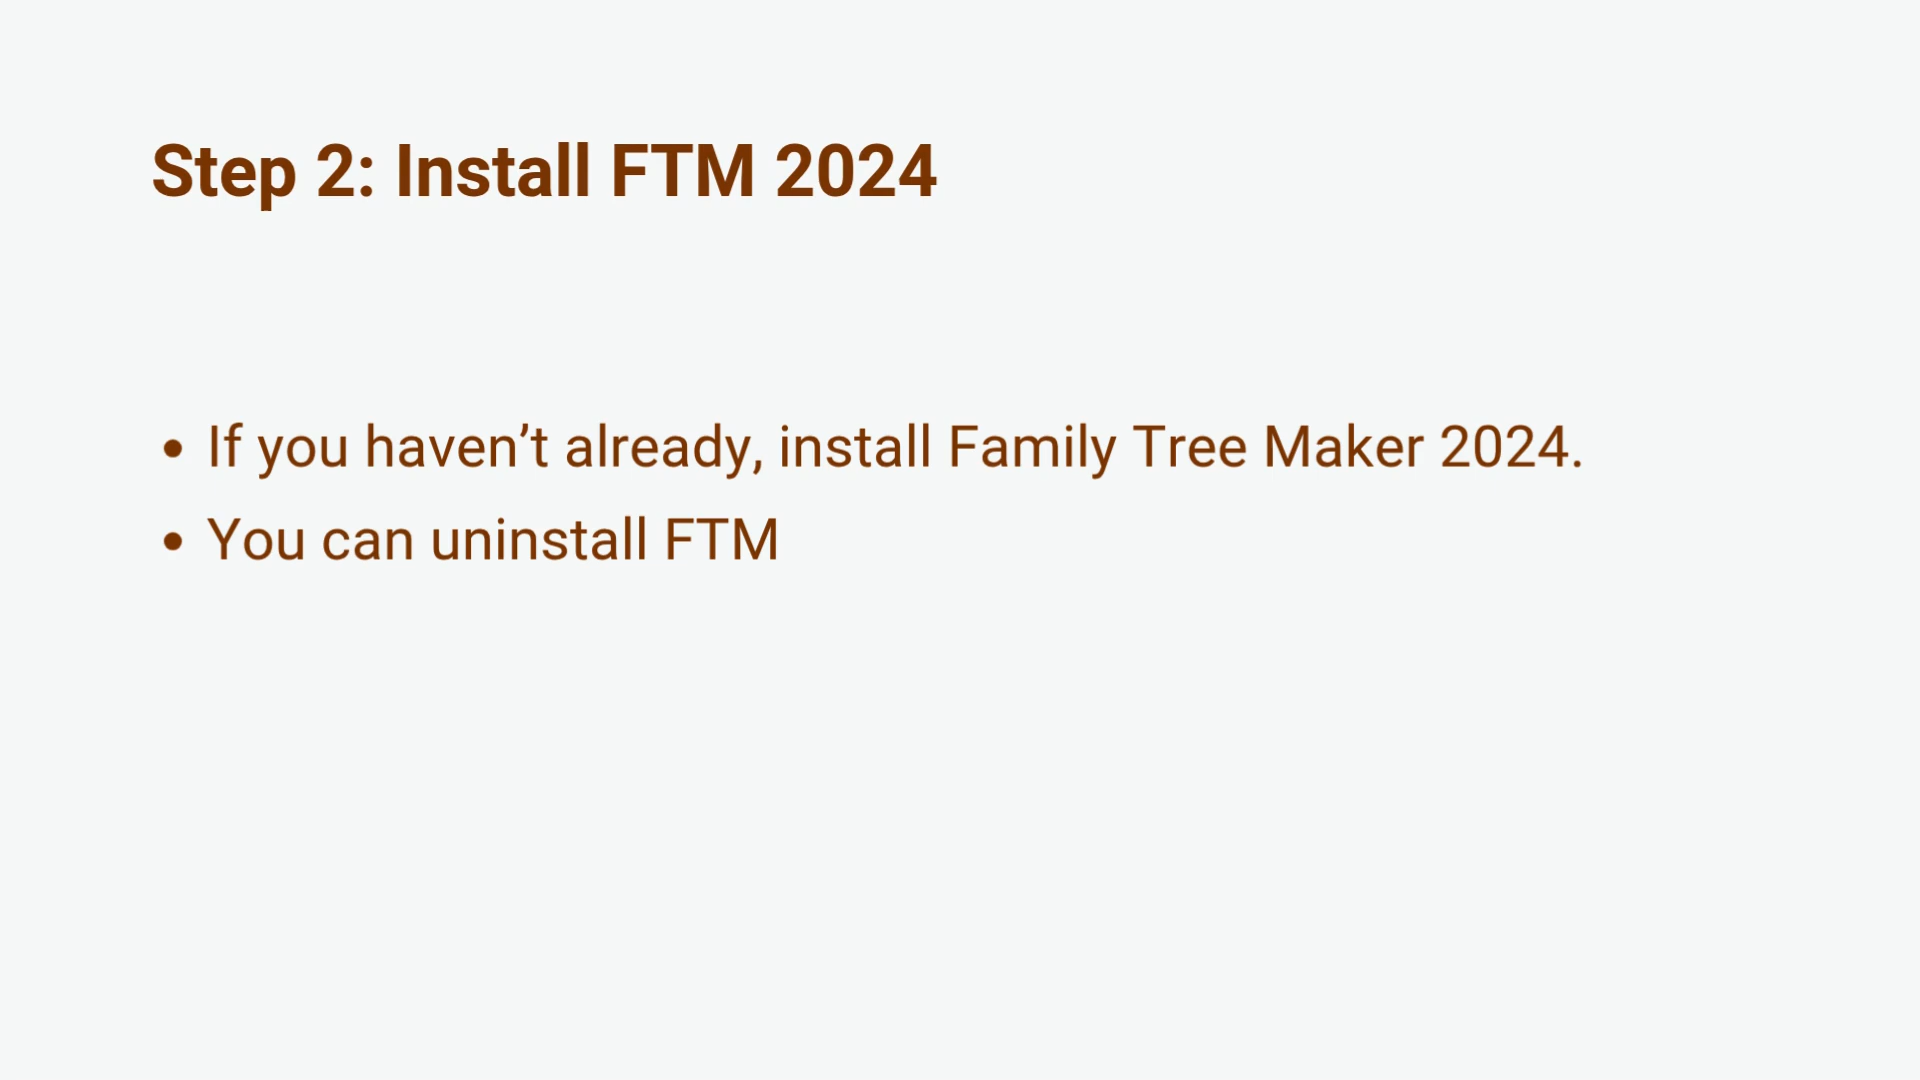 Step 2: Install FTM 2024
• If you haven’t already, install Family Tree Maker 2024.
• You can uninstall FTM